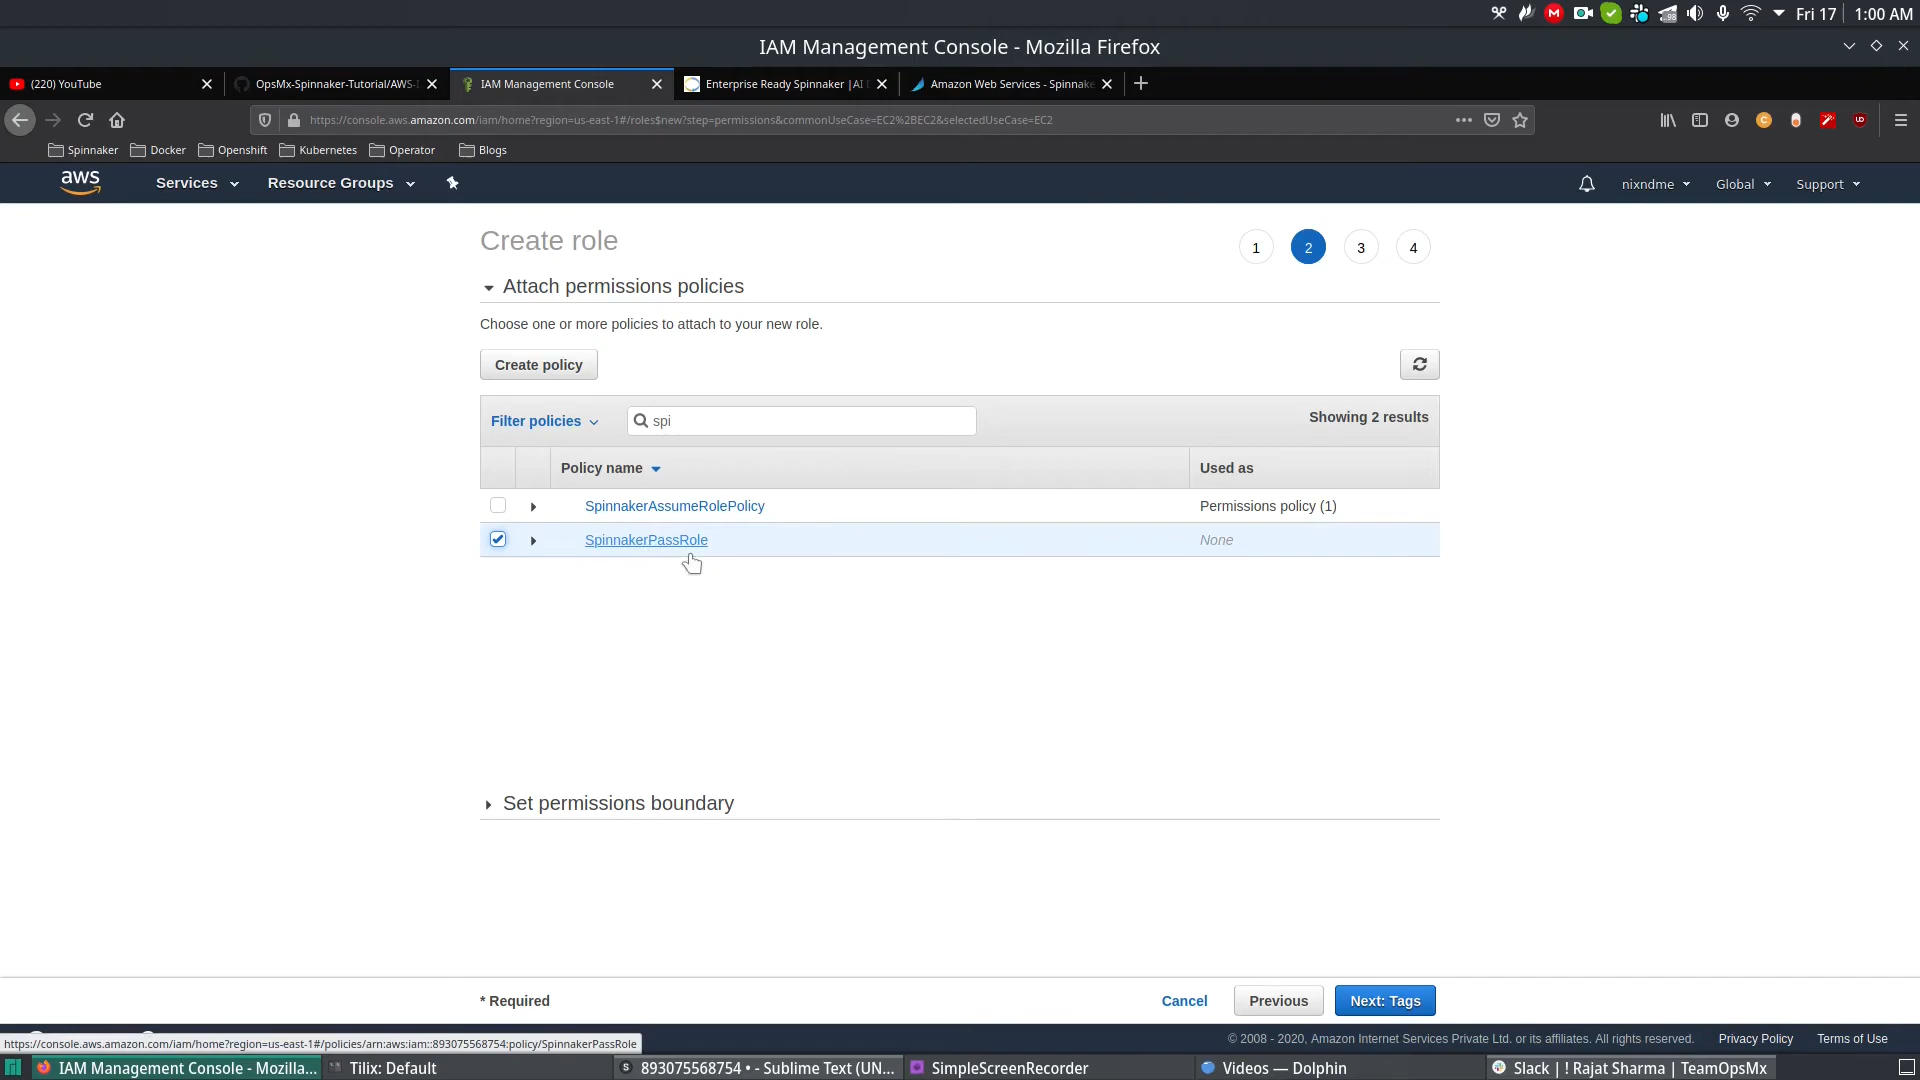 98
Fri 17
1:00 AM
IAM Management Console - Mozilla Firefox
(220) YouTube
OpsMx-Spinnaker-Tutorial/AWS-I
IAM Management Console
Enterprise Ready Spinnaker |AI
Amazon Web Services - Spinnake
https://console.aws.amazon.com/iam/home?region=us-east-1#/roles$new?step=permissions&commonUseCase=EC2%2BEC2&selectedUseCase=EC2
Spinnaker
Docker
Openshift
Kubernetes
Operator
Blogs
aws
Services
Resource Groups
nixndme
Global
Support
Create role
1
2
3
4
Attach permissions policies
Choose one or more policies to attach to your new role.
Create policy
Filter policies
spi
Showing 2 results
Policy name
Used as
SpinnakerAssumeRolePolicy
Permissions policy (1)
SpinnakerPassRole
None
Set permissions boundary
* Required
Cancel
Previous
Next: Tags
https://console.aws.amazon.com/iam/home?region=us-east-1#/policies/arn:aws:iam::893075568754:policy/SpinnakerPassRole
© 2008 - 2020, Amazon Internet Services Private Ltd. or its affiliates. All rights reserved.
Privacy Policy
Terms of Use
IAM Management Console - Mozilla...
Tilix: Default
893075568754 • - Sublime Text (UN...
SimpleScreenRecorder
Videos — Dolphin
Slack | ! Rajat Sharma | TeamOpsMx